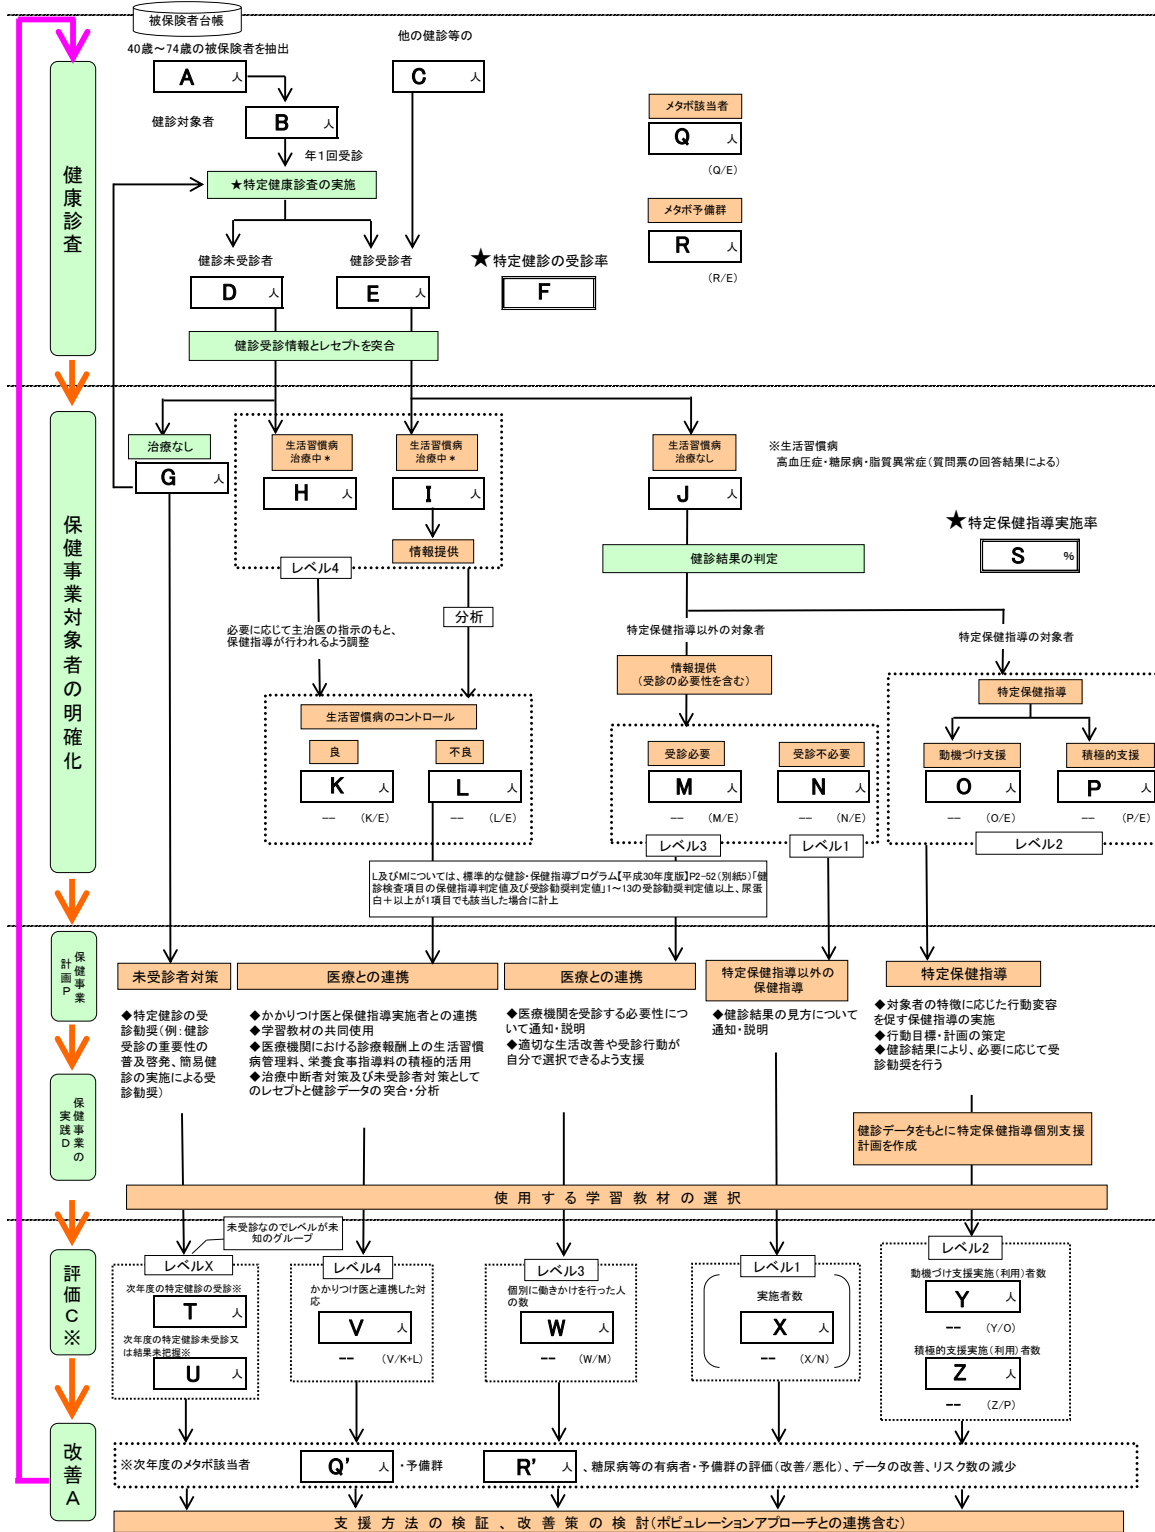 被保険者台帳
40歳～74歳の被保険者を抽出
他の健診等の
A 人
C 人
健診対象者
B 人
メタボ該当者
Q 人
(Q/E)
年1回受診
★特定健康診査の実施
メタボ予備群
R 人
(R/E)
健診未受診者
健診受診者
★特定健診の受診率
D 人
E 人
F
健診受診情報とレセプトを突合
健康診査
治療なし
G 人
生活習慣病
治療中＊
H 人
生活習慣病
治療中＊
I 人
情報提供
レベル4
生活習慣病
治療なし
J 人
※生活習慣病
高血圧症・糖尿病・脂質異常症(質問票の回答結果による)
★特定保健指導実施率
S %
健診結果の判定
分析
必要に応じて主治医の指示のもと、
保健指導が行われるよう調整
特定保健指導以外の対象者
特定保健指導の対象者
情報提供
(受診の必要性を含む)
生活習慣病のコントロール
良
不良
K 人
L 人
-- (K/E)
-- (L/E)
受診必要
受診不必要
M 人
N 人
-- (M/E)
-- (N/E)
レベル3
レベル1
特定保健指導
動機づけ支援
積極的支援
O 人
P 人
-- (O/E)
-- (P/E)
レベル2
L及びMについては、標準的な健診・保健指導プログラム【平成30年度版】P2-52(別紙5)「健
診検査項目の保健指導判定値及び受診勧奨判定値」1～13の受診勧奨判定値以上、尿蛋
白＋以上が1項目でも該当した場合に計上
保健事業対象者の明確化
保健事業
計画P
未受診者対策
医療との連携
医療との連携
特定保健指導以外の
保健指導
特定保健指導
◆特定健診の受
診勧奨(例:健診
受診の重要性の
普及啓発、簡易健
診の実施による受
診勧奨)
◆かかりつけ医と保健指導実施者との連携
◆学習教材の共同使用
◆医療機関における診療報酬上の生活習慣
病管理料、栄養食事指導料の積極的活用
◆治療中断者対策及び未受診者対策として
のレセプトと健診データの突合・分析
◆医療機関を受診する必要性につ
いて通知・説明
◆適切な生活改善や受診行動が
自分で選択できるよう支援
◆健診結果の見方について
通知・説明
◆対象者の特徴に応じた行動変容
を促す保健指導の実施
◆行動目標・計画の策定
◆健診結果により、必要に応じて受
診勧奨を行う
保健事業の
実践D
健診データをもとに特定保健指導個別支援
計画を作成
使用する学習教材の選択
未受診なのでレベルが未
知のグループ
評価C※
レベルX
次年度の特定健診の受診※
T 人
次年度の特定健診未受診又
は結果未把握※
U 人
レベル4
かかりつけ医と連携した対
応
V 人
-- (V/K+L)
レベル3
個別に働きかけを行った人
の数
W 人
-- (W/M)
レベル1
実施者数
X 人
-- (X/N)
レベル2
動機づけ支援実施(利用)者数
Y 人
-- (Y/O)
積極的支援実施(利用)者数
Z 人
-- (Z/P)
改善A
※次年度のメタボ該当者 Q' 人 ・予備群 R' 人 、糖尿病等の有病者・予備群の評価(改善/悪化)、データの改善、リスク数の減少
支援方法の検証、改善策の検討(ポピュレーションアプローチとの連携含む)